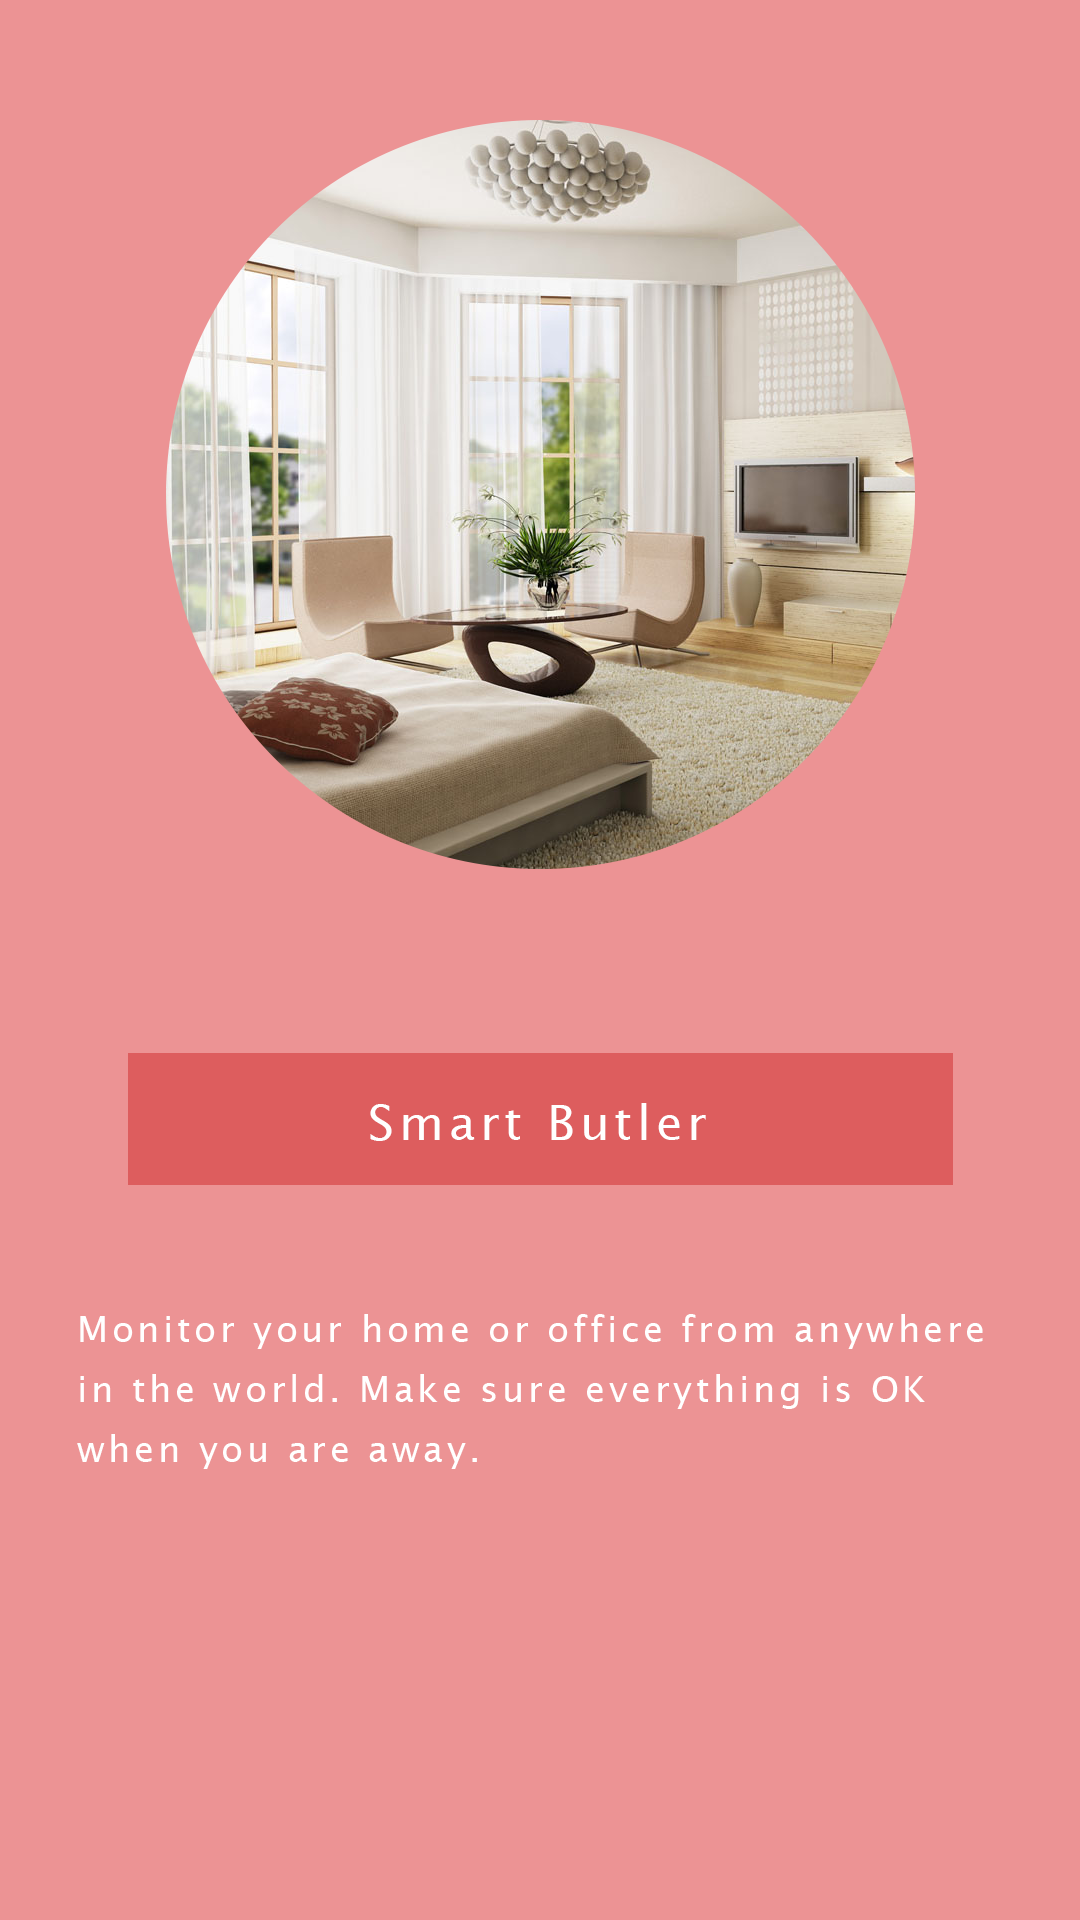 Smart Butler
Monitor your home or office from anywhere
in the world. Make sure everything is OK
when you are away.